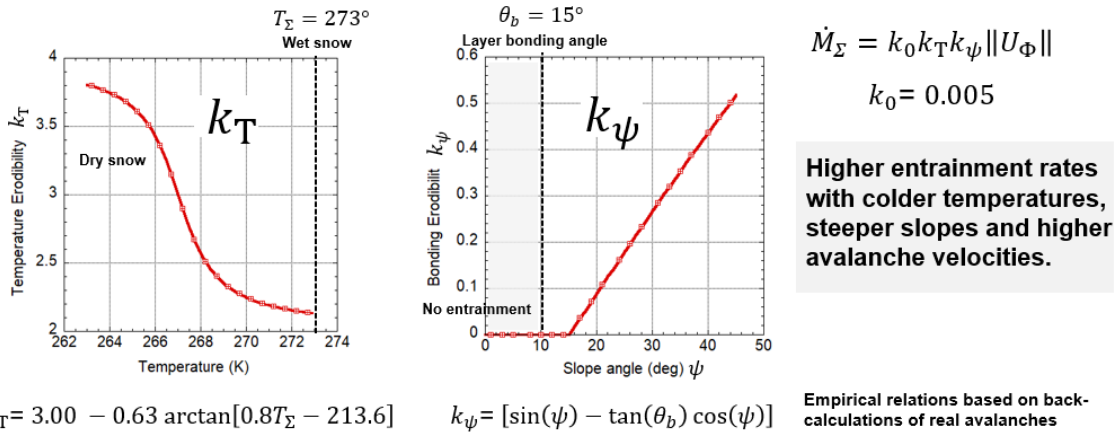 T_Σ = 273°
Wet snow
4
3.5
3
2.5
2
262
264
266
268
270
272
274
Temperature Erodibility k_T
Temperature (K)
k_T
Dry snow
θ_b = 15°
Layer bonding angle
0.6
0.5
0.4
0.3
0.2
0.1
0
0
10
20
30
40
50
Bonding Erodibilit k_ψ
Slope angle (deg) ψ
k_ψ
No entrainment
Ṁ_Σ = k_0 k_T k_ψ ‖U_Φ‖
k_0 = 0.005
Higher entrainment rates
with colder temperatures,
steeper slopes and higher
avalanche velocities.
T = 3.00 − 0.63 arctan[0.8T_Σ − 213.6]
k_ψ = [sin(ψ) − tan(θ_b) cos(ψ)]
Empirical relations based on back-
calculations of real avalanches